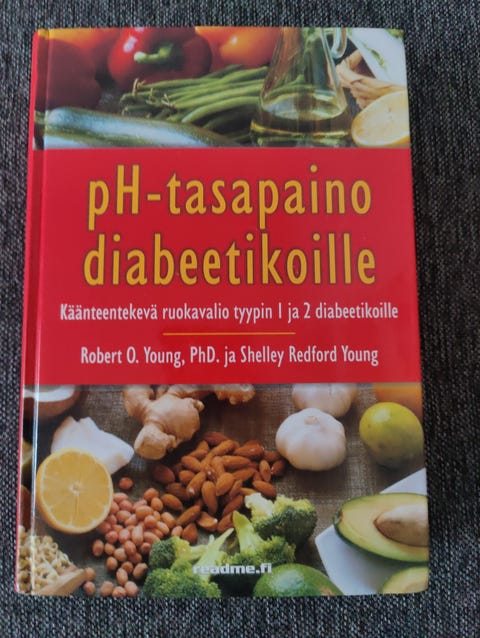 pH-tasapaino
diabeetikoille
Käänteentekevä ruokavalio tyypin 1 ja 2 diabeetikoille
Robert O. Young, PhD. ja Shelley Redford Young
readme.fi